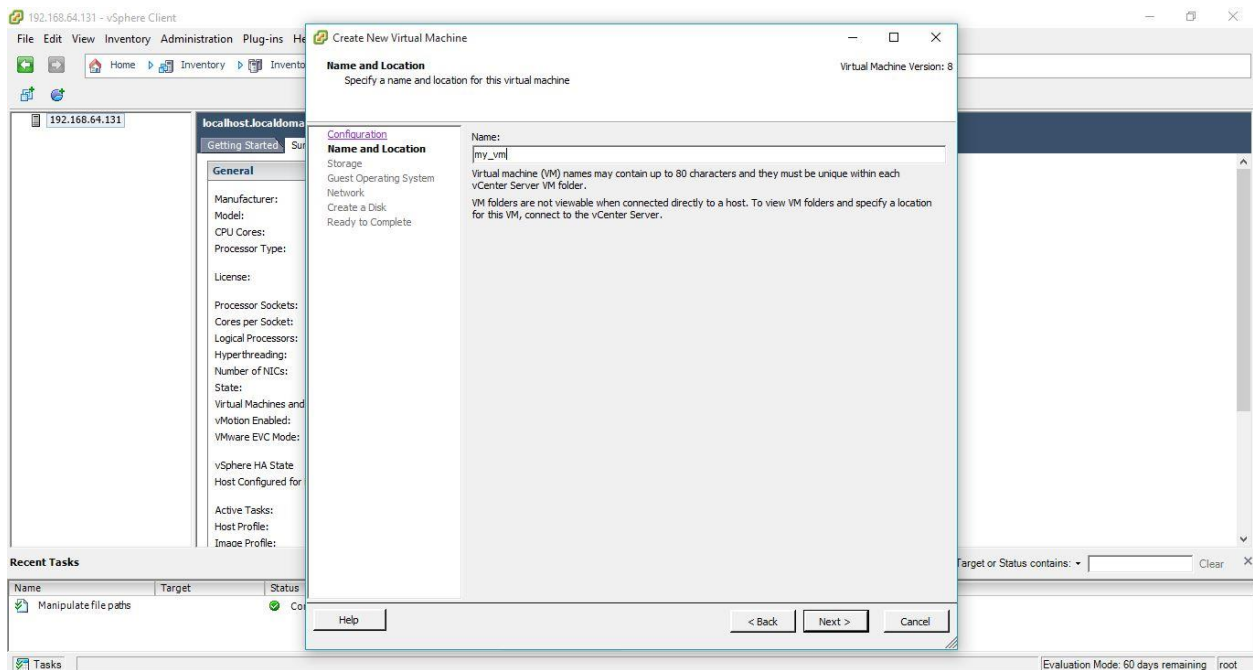 192.168.64.131 - vSphere Client
File Edit View Inventory Administration Plug-ins He
Home Inventory Invento
192.168.64.131
localhost.localdoma
Getting Started Sur
General
Manufacturer:
Model:
CPU Cores:
Processor Type:
License:
Processor Sockets:
Cores per Socket:
Logical Processors:
Hyperthreading:
Number of NICs:
State:
Virtual Machines and
vMotion Enabled:
VMware EVC Mode:
vSphere HA State
Host Configured for
Active Tasks:
Host Profile:
Image Profile:
Create New Virtual Machine
Name and Location
Specify a name and location for this virtual machine
Virtual Machine Version: 8
Configuration
Name and Location
Storage
Guest Operating System
Network
Create a Disk
Ready to Complete
Name:
my_vm
Virtual machine (VM) names may contain up to 80 characters and they must be unique within each
vCenter Server VM folder.
VM folders are not viewable when connected directly to a host. To view VM folders and specify a location
for this VM, connect to the vCenter Server.
Help < Back Next > Cancel
Recent Tasks
Target or Status contains: Clear
Name Target Status
Manipulate file paths Co
Tasks
Evaluation Mode: 60 days remaining root